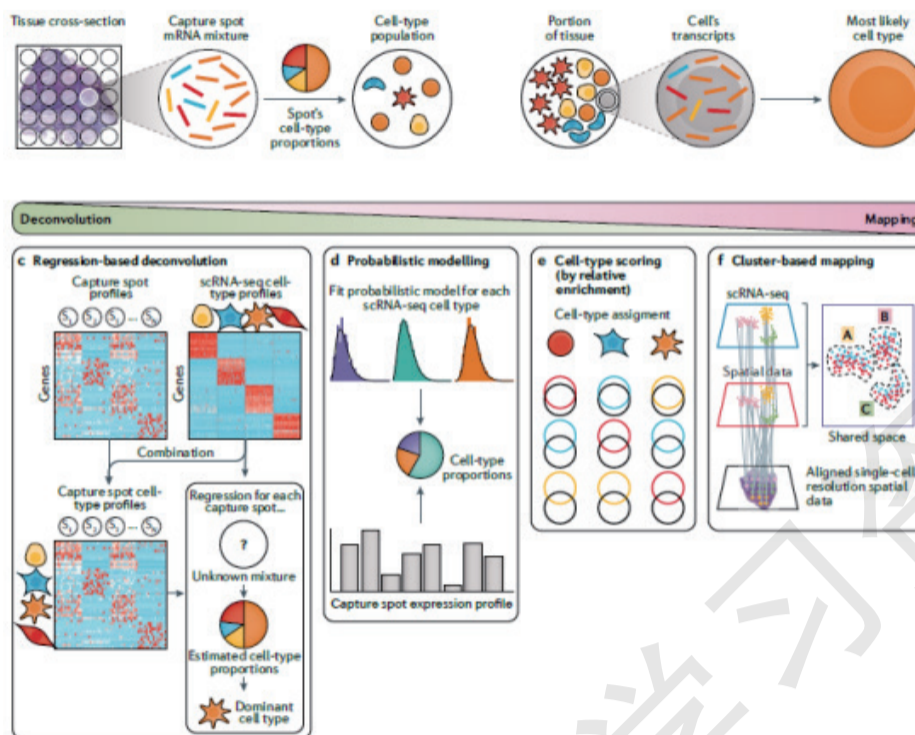 Tissue cross-section
Capture spot
mRNA mixture
Cell-type
population
Spot's
cell-type
proportions
Portion
of tissue
Cell's
transcripts
Most likely
cell type
Deconvolution
Mapping
c Regression-based deconvolution
Capture spot
profiles
scRNA-seq cell-
type profiles
Genes
Genes
Combination
Capture spot cell-
type profiles
Regression for each
capture spot...
?
Unknown mixture
Estimated cell-type
proportions
Dominant
cell type
d Probabilistic modelling
Fit probabilistic model for each
scRNA-seq cell type
Cell-type
proportions
Capture spot expression profile
e Cell-type scoring
(by relative
enrichment)
Cell-type assigment
f Cluster-based mapping
scRNA-seq
Spatial data
A
B
C
Shared space
Aligned single-cell
resolution spatial
data
学习